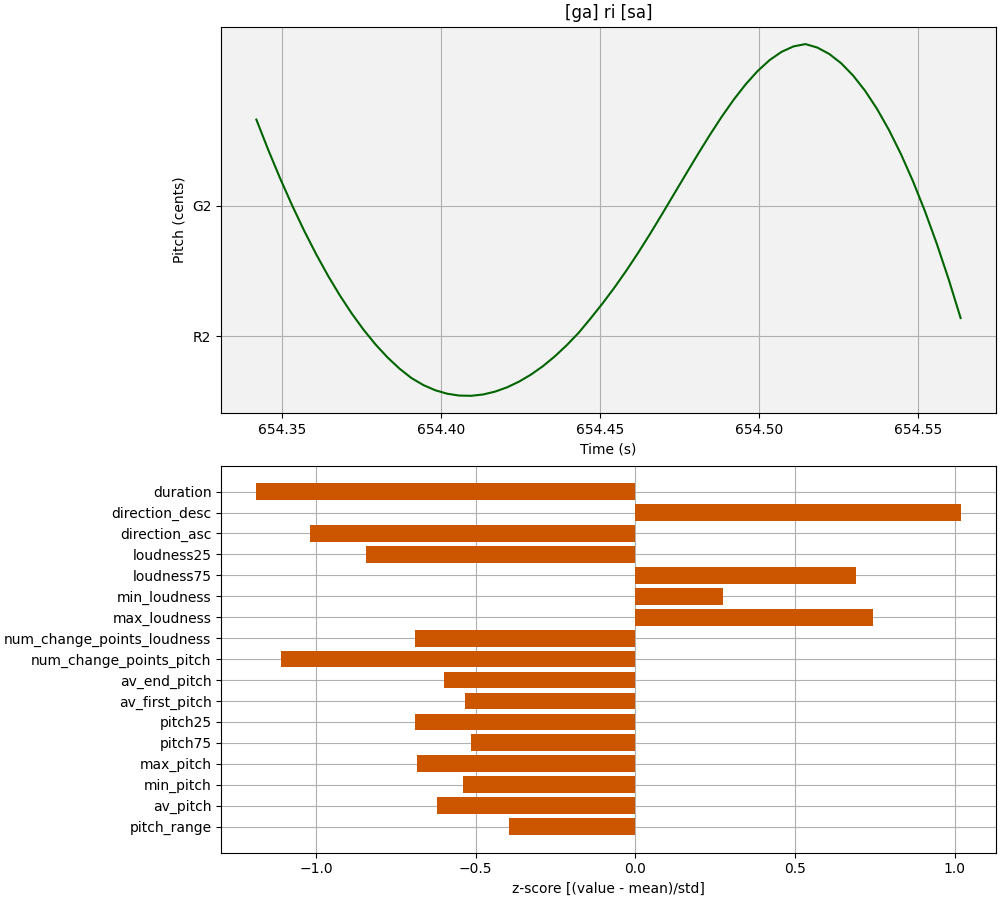 [ga] ri [sa]
Pitch (cents)
G2
R2
654.35 654.40 654.45 654.50 654.55
Time (s)
duration
direction_desc
direction_asc
loudness25
loudness75
min_loudness
max_loudness
num_change_points_loudness
num_change_points_pitch
av_end_pitch
av_first_pitch
pitch25
pitch75
max_pitch
min_pitch
av_pitch
pitch_range
−1.0 −0.5 0.0 0.5 1.0
z-score [(value - mean)/std]